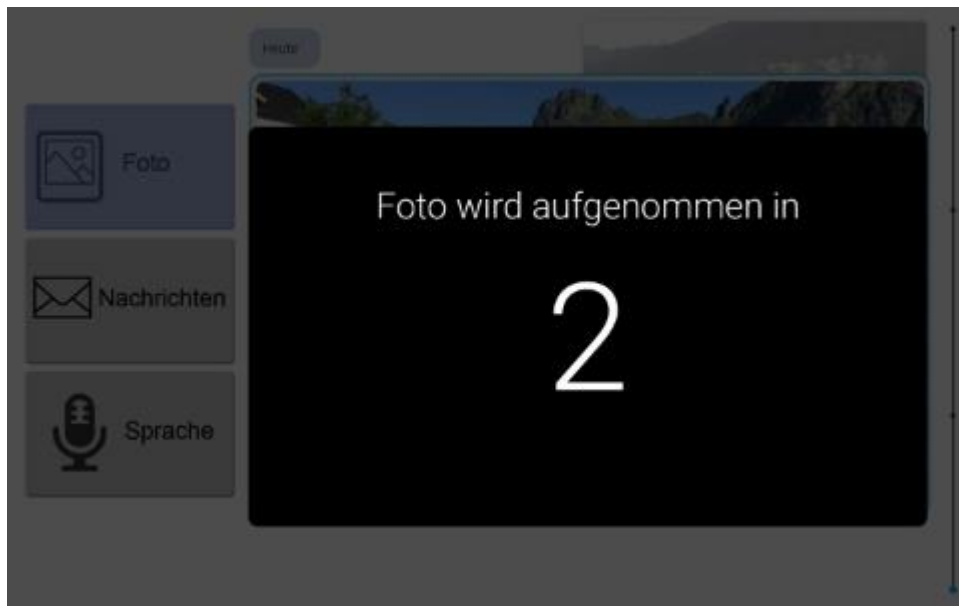 Heute
Foto
Nachrichten
Sprache
Foto wird aufgenommen in
2